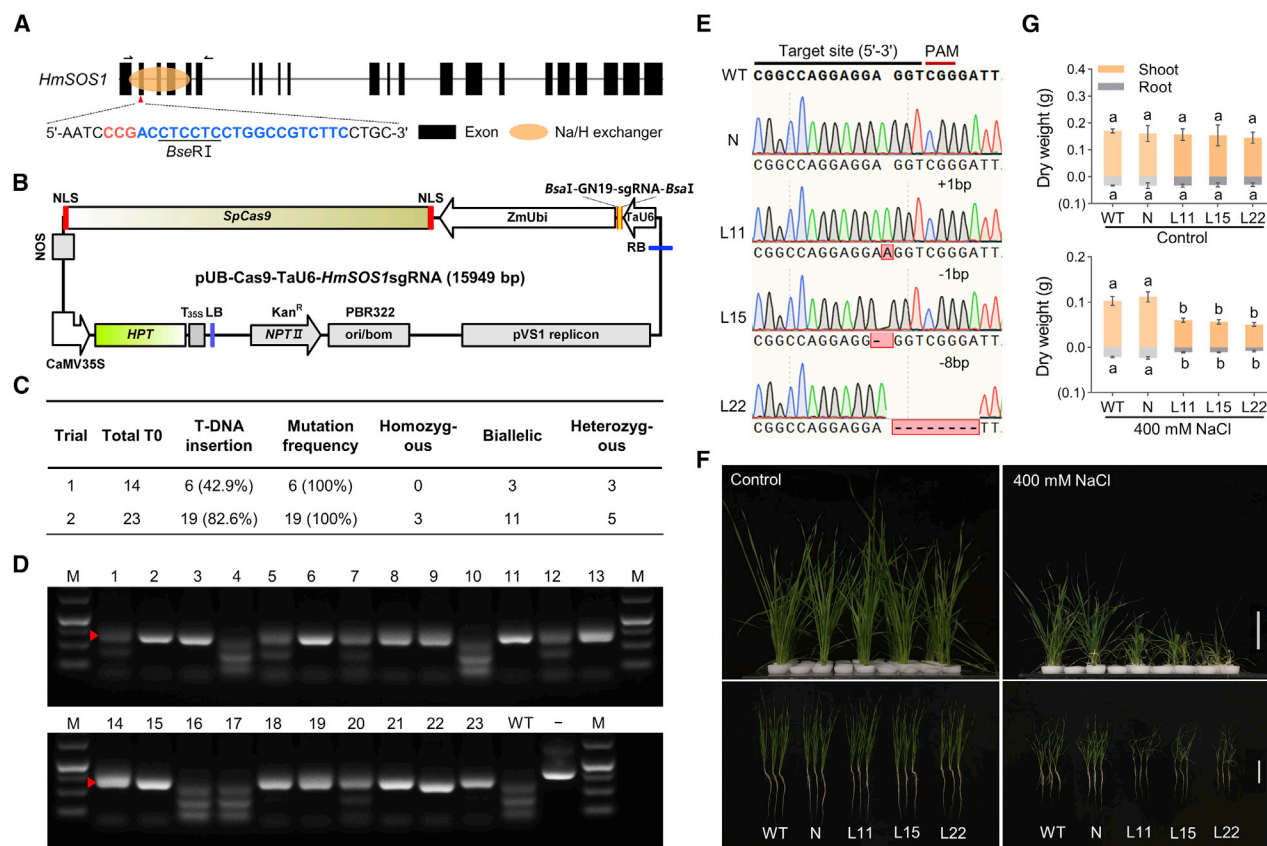 A
HmSOS1
5'-AATCCCGACCTCCTCCTGGCCGTCTTCCTGC-3'
BseRI
Exon
Na/H exchanger
B
NLS
NLS
BsaI-GN19-sgRNA-BsaI
SpCas9
ZmUbi
TaU6
NOS
RB
pUB-Cas9-TaU6-HmSOS1sgRNA (15949 bp)
T35S LB
KanR
PBR322
HPT
NPTⅡ
ori/bom
pVS1 replicon
CaMV35S
C
Trial Total T0 T-DNA insertion Mutation frequency Homozyg-ous Biallelic Heterozyg-ous
1 14 6 (42.9%) 6 (100%) 0 3 3
2 23 19 (82.6%) 19 (100%) 3 11 5
D
M 1 2 3 4 5 6 7 8 9 10 11 12 13 M
M 14 15 16 17 18 19 20 21 22 23 WT – M
E
Target site (5'-3') PAM
WT CGGCCAGGAGGA GGTCGGGATT.
N
CGGCCAGGAGGA GGTCGGGATT.
+1bp
L11
CGGCCAGGAGGAAGGTCGGGATT.
-1bp
L15
CGGCCAGGAGG- GGTCGGGATT.
-8bp
L22
CGGCCAGGAGGA --------TT.
F
Control
400 mM NaCl
WT N L11 L15 L22
WT N L11 L15 L22
G
Shoot
Root
Dry weight (g)
0.4
0.3
0.2
0.1
0.0
(0.1)
a a a a a
a a a a a
WT N L11 L15 L22
Control
Dry weight (g)
0.2
0.1
0.0
(0.1)
a a b b b
a a b b b
WT N L11 L15 L22
400 mM NaCl